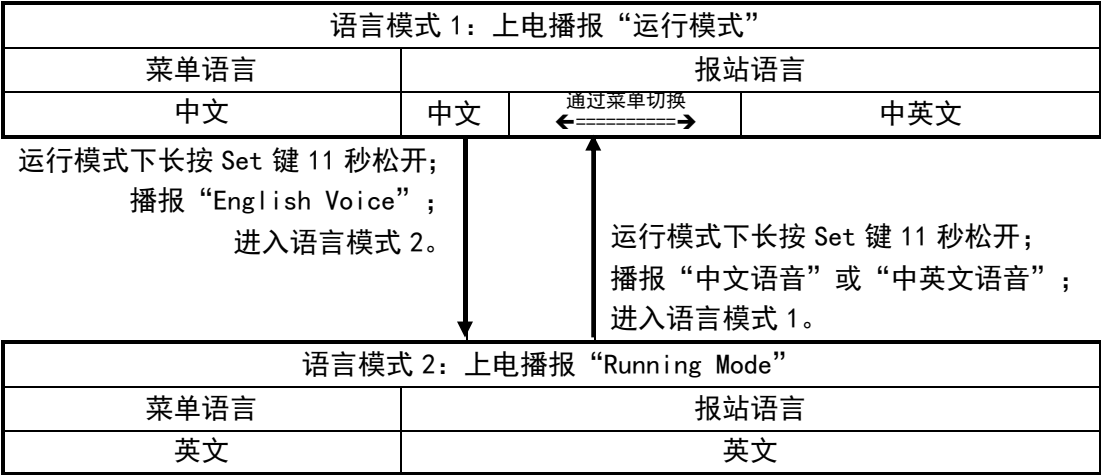 语言模式 1：上电播报“运行模式”
菜单语言 报站语言
中文 中文 通过菜单切换 中英文
←==========→
运行模式下长按 Set 键 11 秒松开；
播报“English Voice”；
进入语言模式 2。
运行模式下长按 Set 键 11 秒松开；
播报“中文语音”或“中英文语音”；
进入语言模式 1。
语言模式 2：上电播报“Running Mode”
菜单语言 报站语言
英文 英文